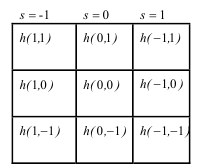 s = -1 s = 0 s = 1
h(1,1) h(0,1) h(−1,1)
h(1,0) h(0,0) h(−1,0)
h(1,−1) h(0,−1) h(−1,−1)